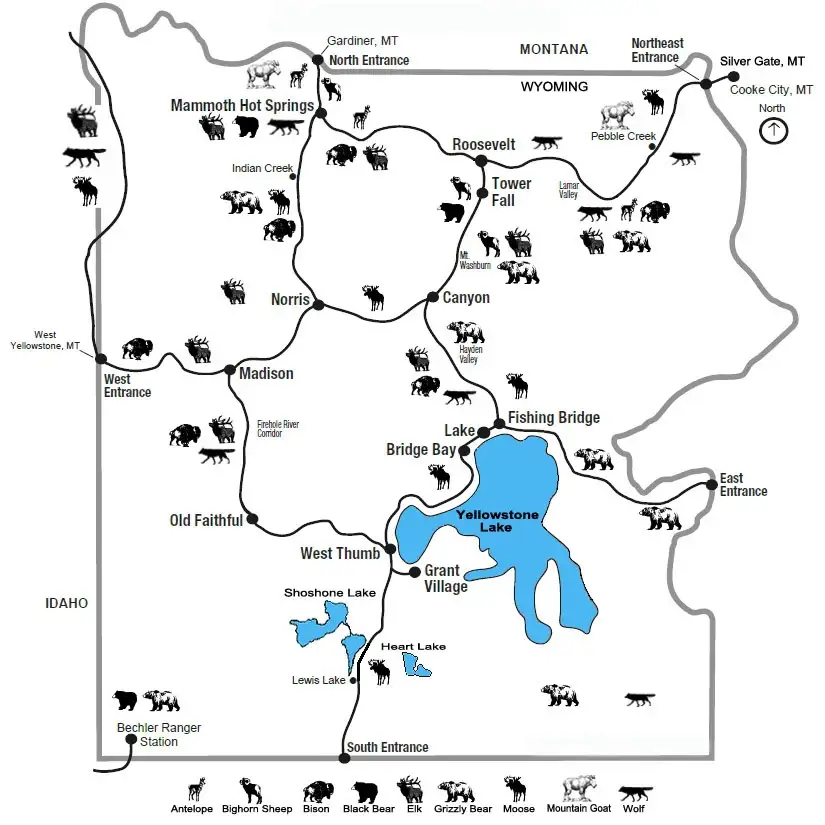 Gardiner, MT
MONTANA
North Entrance
Northeast
Entrance
Silver Gate, MT
Cooke City, MT
WYOMING
North
Mammoth Hot Springs
Pebble Creek
Roosevelt
Indian Creek
Tower
Fall
Lamar
Valley
Mt.
Washburn
Norris
Canyon
West
Yellowstone, MT
West
Entrance
Madison
Hayden
Valley
Firehole River
Corridor
Lake
Fishing Bridge
Bridge Bay
East
Entrance
Old Faithful
Yellowstone
Lake
West Thumb
Grant
Village
IDAHO
Shoshone Lake
Heart Lake
Lewis Lake
Bechler Ranger
Station
South Entrance
Antelope
Bighorn Sheep
Bison
Black Bear
Elk
Grizzly Bear
Moose
Mountain Goat
Wolf